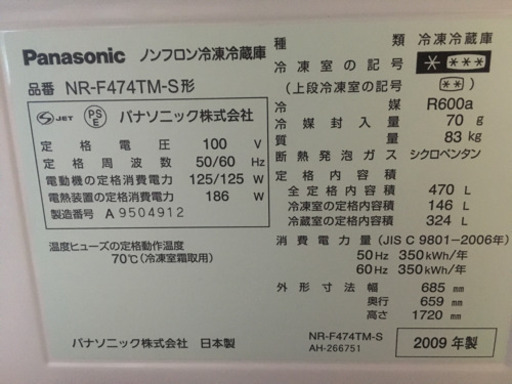 Panasonic ノンフロン冷凍冷蔵庫
品番 NR-F474TM-S形
S JET PS E パナソニック株式会社
定格電圧 100 V
定格周波数 50/60 Hz
電動機の定格消費電力 125/125 W
電熱装置の定格消費電力 186 W
製造番号 A 9504912
温度ヒューズの定格動作温度
70℃(冷凍室霜取用)
パナソニック株式会社 日本製
種類 冷凍冷蔵庫
冷凍室の記号 * ***
(上段冷凍室の記号) **
冷媒 R600a
冷媒封入量 70 g
質量 83 kg
断熱発泡ガス シクロペンタン
定格内容積
全定格内容積 470 L
冷凍室の定格内容積 146 L
冷蔵室の定格内容積 324 L
消費電力量(JIS C 9801-2006年)
50 Hz 350 kWh/年
60 Hz 350 kWh/年
外形寸法 幅 685 mm
奥行 659 mm
高さ 1720 mm
NR-F474TM-S
AH-266751
2009 年製